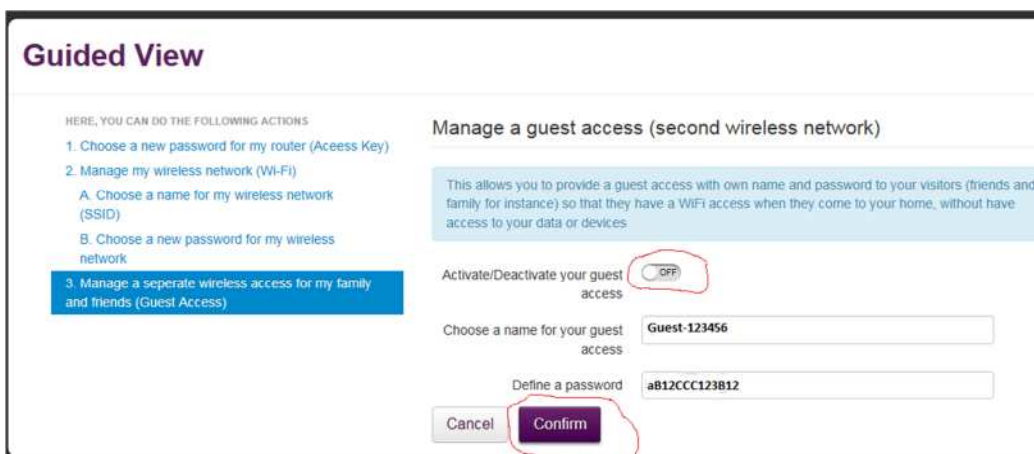 Guided View
HERE, YOU CAN DO THE FOLLOWING ACTIONS
1. Choose a new password for my router (Aceess Key)
2. Manage my wireless network (Wi-Fi)
A. Choose a name for my wireless network
(SSID)
B. Choose a new password for my wireless
network
3. Manage a seperate wireless access for my family
and friends (Guest Access)
Manage a guest access (second wireless network)
This allows you to provide a guest access with own name and password to your visitors (friends and
family for instance) so that they have a WiFi access when they come to your home, without have
access to your data or devices
Activate/Deactivate your guest
access
OFF
Choose a name for your guest
access
Guest-123456
Define a password
aB12CCC123B12
Cancel
Confirm